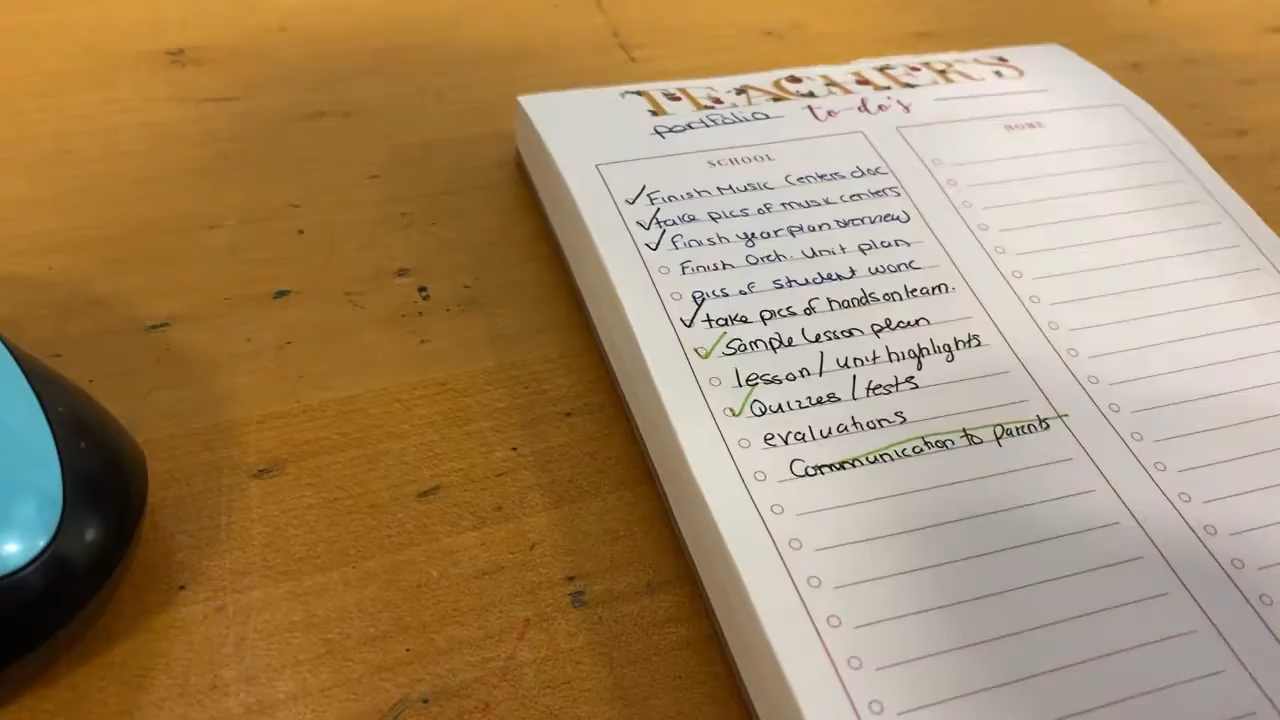 TEACHER'S
portfolio to-do's
SCHOOL
Finish Music Centers doc
take pics of music centers
finish year plan overview
Finish Orch. Unit plan
pics of student work
take pics of hands on learn.
Sample lesson plan
lesson / unit highlights
Quizzes / tests
evaluations
Communication to Parents
HOME